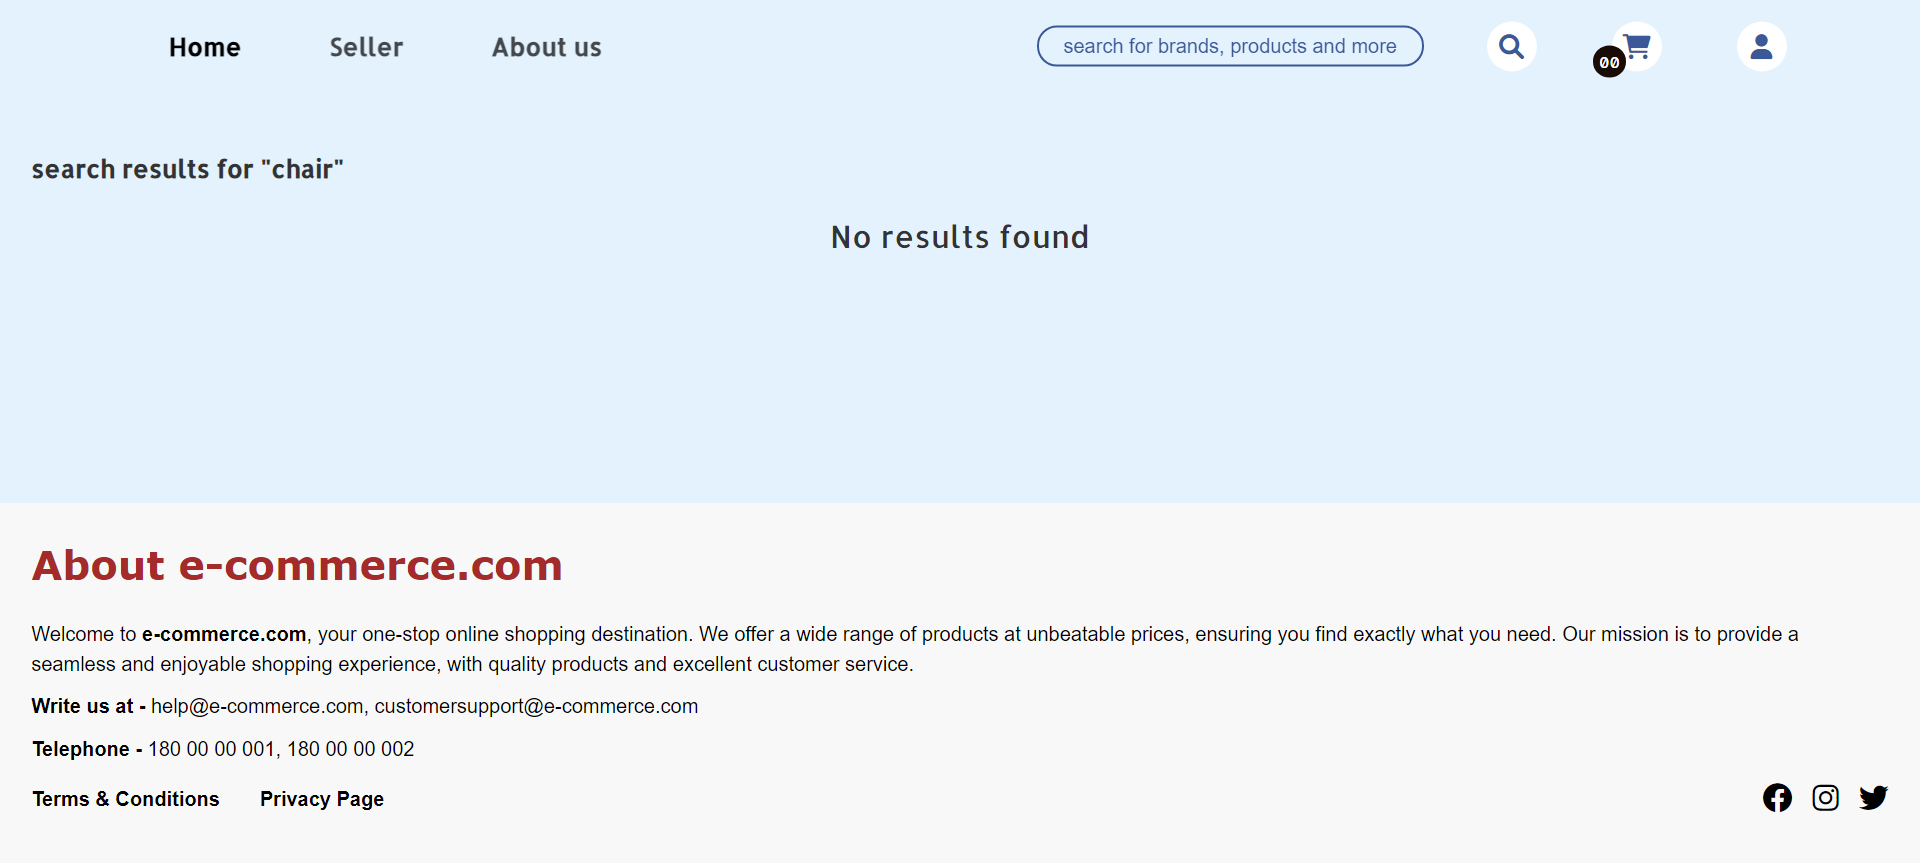 Home Seller About us search for brands, products and more 00
search results for "chair"
No results found
About e-commerce.com
Welcome to e-commerce.com, your one-stop online shopping destination. We offer a wide range of products at unbeatable prices, ensuring you find exactly what you need. Our mission is to provide a
seamless and enjoyable shopping experience, with quality products and excellent customer service.
Write us at - help@e-commerce.com, customersupport@e-commerce.com
Telephone - 180 00 00 001, 180 00 00 002
Terms & Conditions Privacy Page